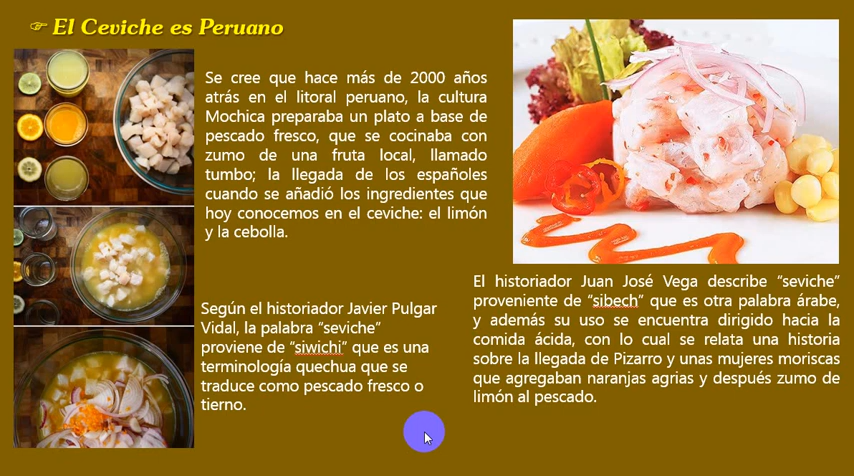 ☞ El Ceviche es Peruano
Se cree que hace más de 2000 años
atrás en el litoral peruano, la cultura
Mochica preparaba un plato a base de
pescado fresco, que se cocinaba con
zumo de una fruta local, llamado
tumbo; la llegada de los españoles
cuando se añadió los ingredientes que
hoy conocemos en el ceviche: el limón
y la cebolla.
Según el historiador Javier Pulgar
Vidal, la palabra “seviche”
proviene de “siwichi” que es una
terminología quechua que se
traduce como pescado fresco o
tierno.
El historiador Juan José Vega describe “seviche”
proveniente de “sibech” que es otra palabra árabe,
y además su uso se encuentra dirigido hacia la
comida ácida, con lo cual se relata una historia
sobre la llegada de Pizarro y unas mujeres moriscas
que agregaban naranjas agrias y después zumo de
limón al pescado.